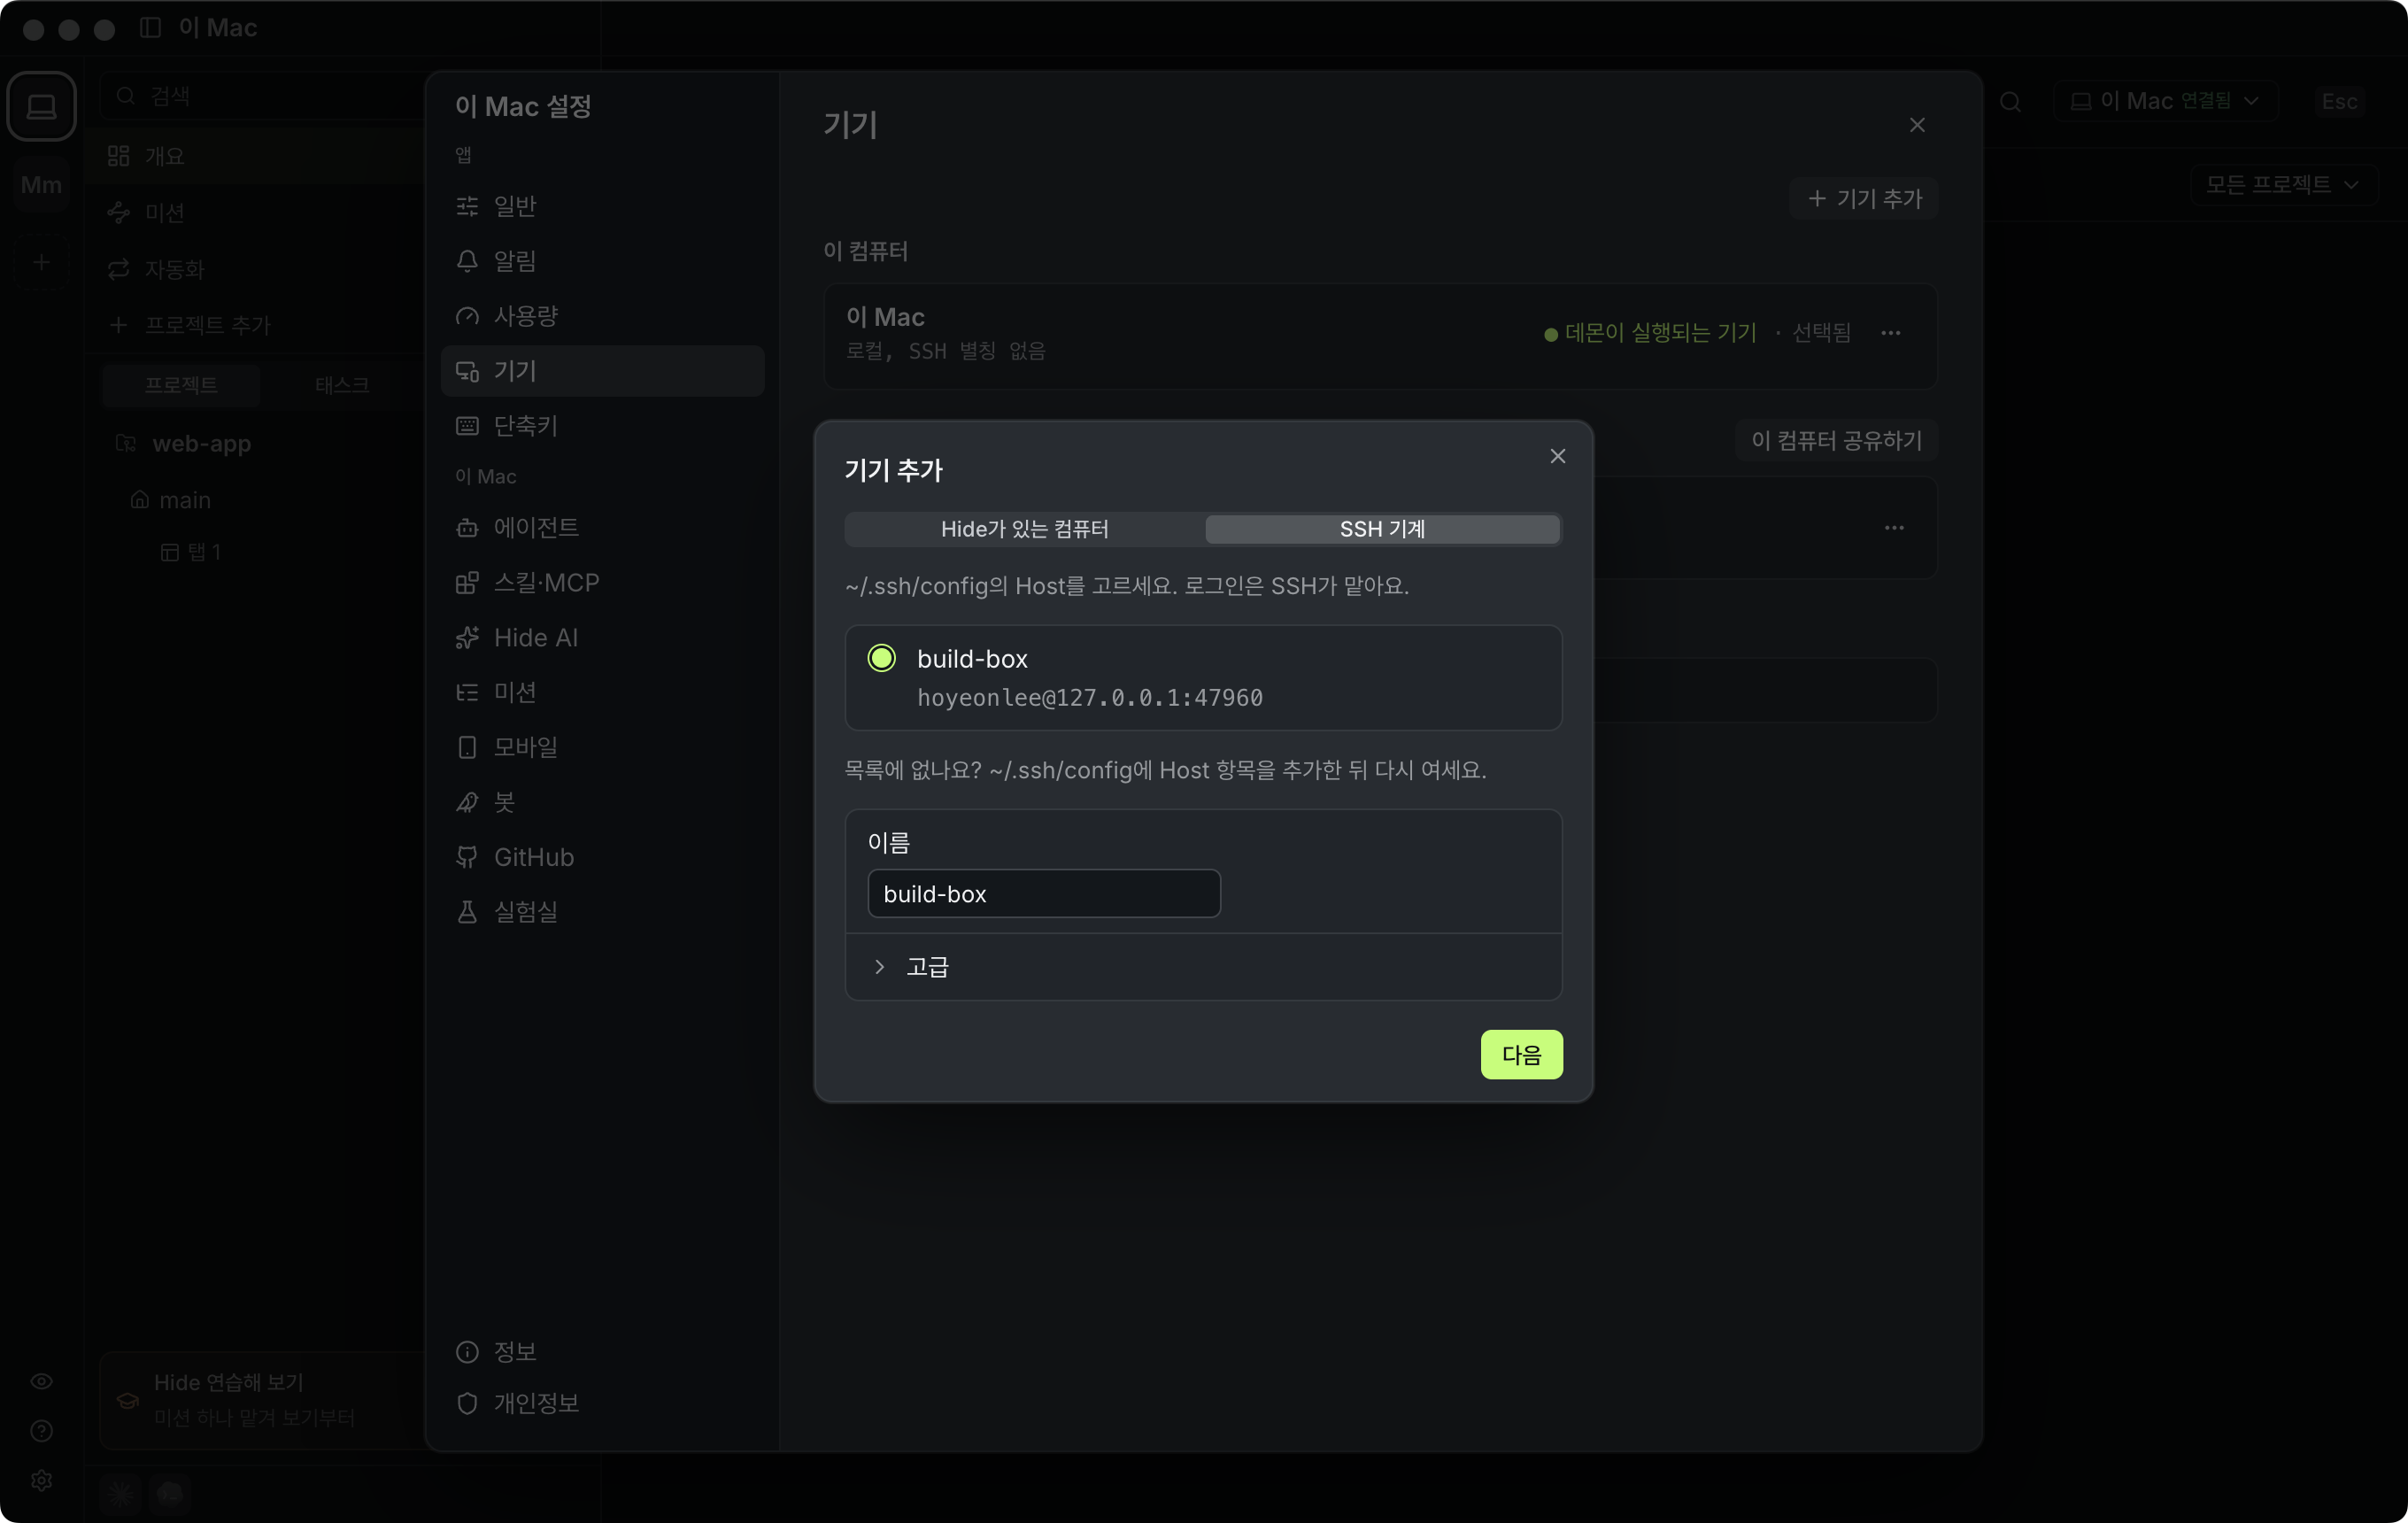 이 Mac
검색
개요
Mm
미션
자동화
프로젝트 추가
프로젝트
태스크
web-app
main
탭 1
Hide 연습해 보기
미션 하나 맡겨 보기부터
이 Mac 설정
앱
일반
알림
사용량
기기
단축키
이 Mac
에이전트
스킬·MCP
Hide AI
미션
모바일
봇
GitHub
실험실
정보
개인정보
기기
기기 추가
이 컴퓨터
이 Mac
로컬, SSH 별칭 없음
데몬이 실행되는 기기 · 선택됨
이 컴퓨터 공유하기
이 Mac 연결됨
Esc
모든 프로젝트
기기 추가
Hide가 있는 컴퓨터
SSH 기계
~/.ssh/config의 Host를 고르세요. 로그인은 SSH가 맡아요.
build-box
hoyeonlee@127.0.0.1:47960
목록에 없나요? ~/.ssh/config에 Host 항목을 추가한 뒤 다시 여세요.
이름
build-box
고급
다음